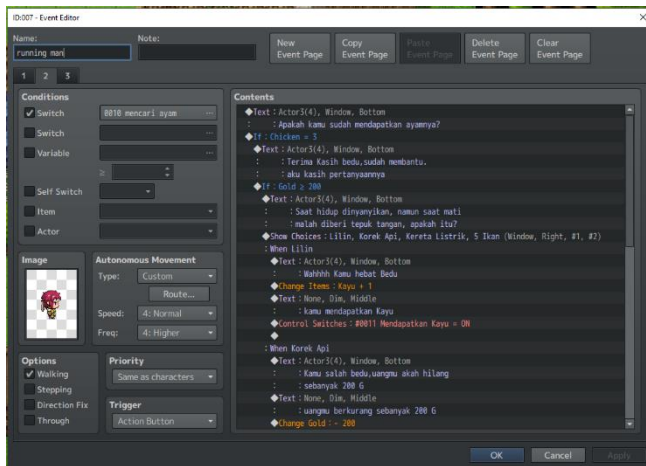 ID:007 - Event Editor
Name:
Note:
running man
New Event Page
Copy Event Page
Paste Event Page
Delete Event Page
Clear Event Page
1 2 3
Conditions
Switch 0010 mencari ayam ...
Switch ...
Variable ...
≥
Self Switch
Item
Actor
Image
Autonomous Movement
Type: Custom
Route...
Speed: 4: Normal
Freq: 4: Higher
Options
Walking
Stepping
Direction Fix
Through
Priority
Same as characters
Trigger
Action Button
Contents
◆Text : Actor3(4), Window, Bottom
: : Apakah kamu sudah mendapatkan ayamnya?
◆If : Chicken = 3
◆Text : Actor3(4), Window, Bottom
: : Terima Kasih bedu,sudah membantu.
: : aku kasih pertanyaannya
◆If : Gold ≥ 200
◆Text : Actor3(4), Window, Bottom
: : Saat hidup dinyanyikan, namun saat mati
: : malah diberi tepuk tangan, apakah itu?
◆Show Choices : Lilin, Korek Api, Kereta Listrik, 5 Ikan (Window, Right, #1, #2)
: When Lilin
◆Text : Actor3(4), Window, Bottom
: : Wahhhh Kamu hebat Bedu
◆Change Items : Kayu + 1
◆Text : None, Dim, Middle
: : kamu mendapatkan Kayu
◆Control Switches : #0011 Mendapatkan Kayu = ON
◆
: When Korek Api
◆Text : Actor3(4), Window, Bottom
: : Kamu salah bedu,uangmu akah hilang
: : sebanyak 200 G
◆Text : None, Dim, Middle
: : uangmu berkurang sebanyak 200 G
◆Change Gold : - 200
OK
Cancel
Apply